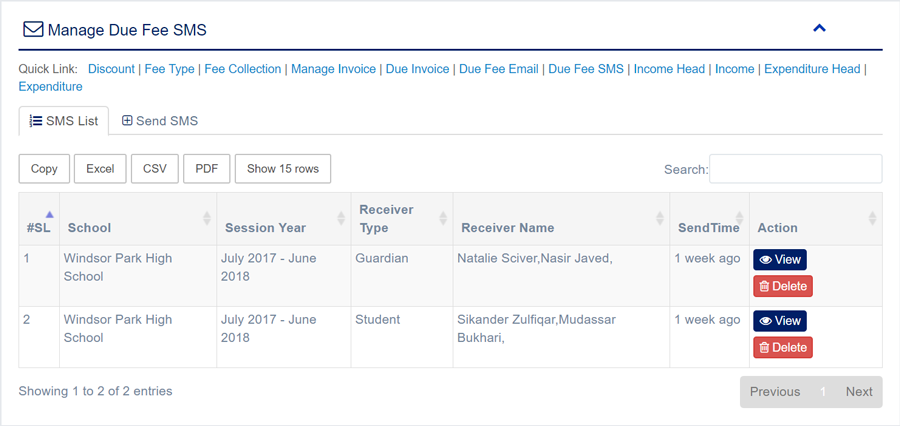 Manage Due Fee SMS
Quick Link: Discount | Fee Type | Fee Collection | Manage Invoice | Due Invoice | Due Fee Email | Due Fee SMS | Income Head | Income | Expenditure Head |
Expenditure
SMS List Send SMS
Copy Excel CSV PDF Show 15 rows Search:
#SL School Session Year Receiver Type Receiver Name SendTime Action
1 Windsor Park High School July 2017 - June 2018 Guardian Natalie Sciver,Nasir Javed, 1 week ago View
Delete
2 Windsor Park High School July 2017 - June 2018 Student Sikander Zulfiqar,Mudassar Bukhari, 1 week ago View
Delete
Showing 1 to 2 of 2 entries Previous 1 Next